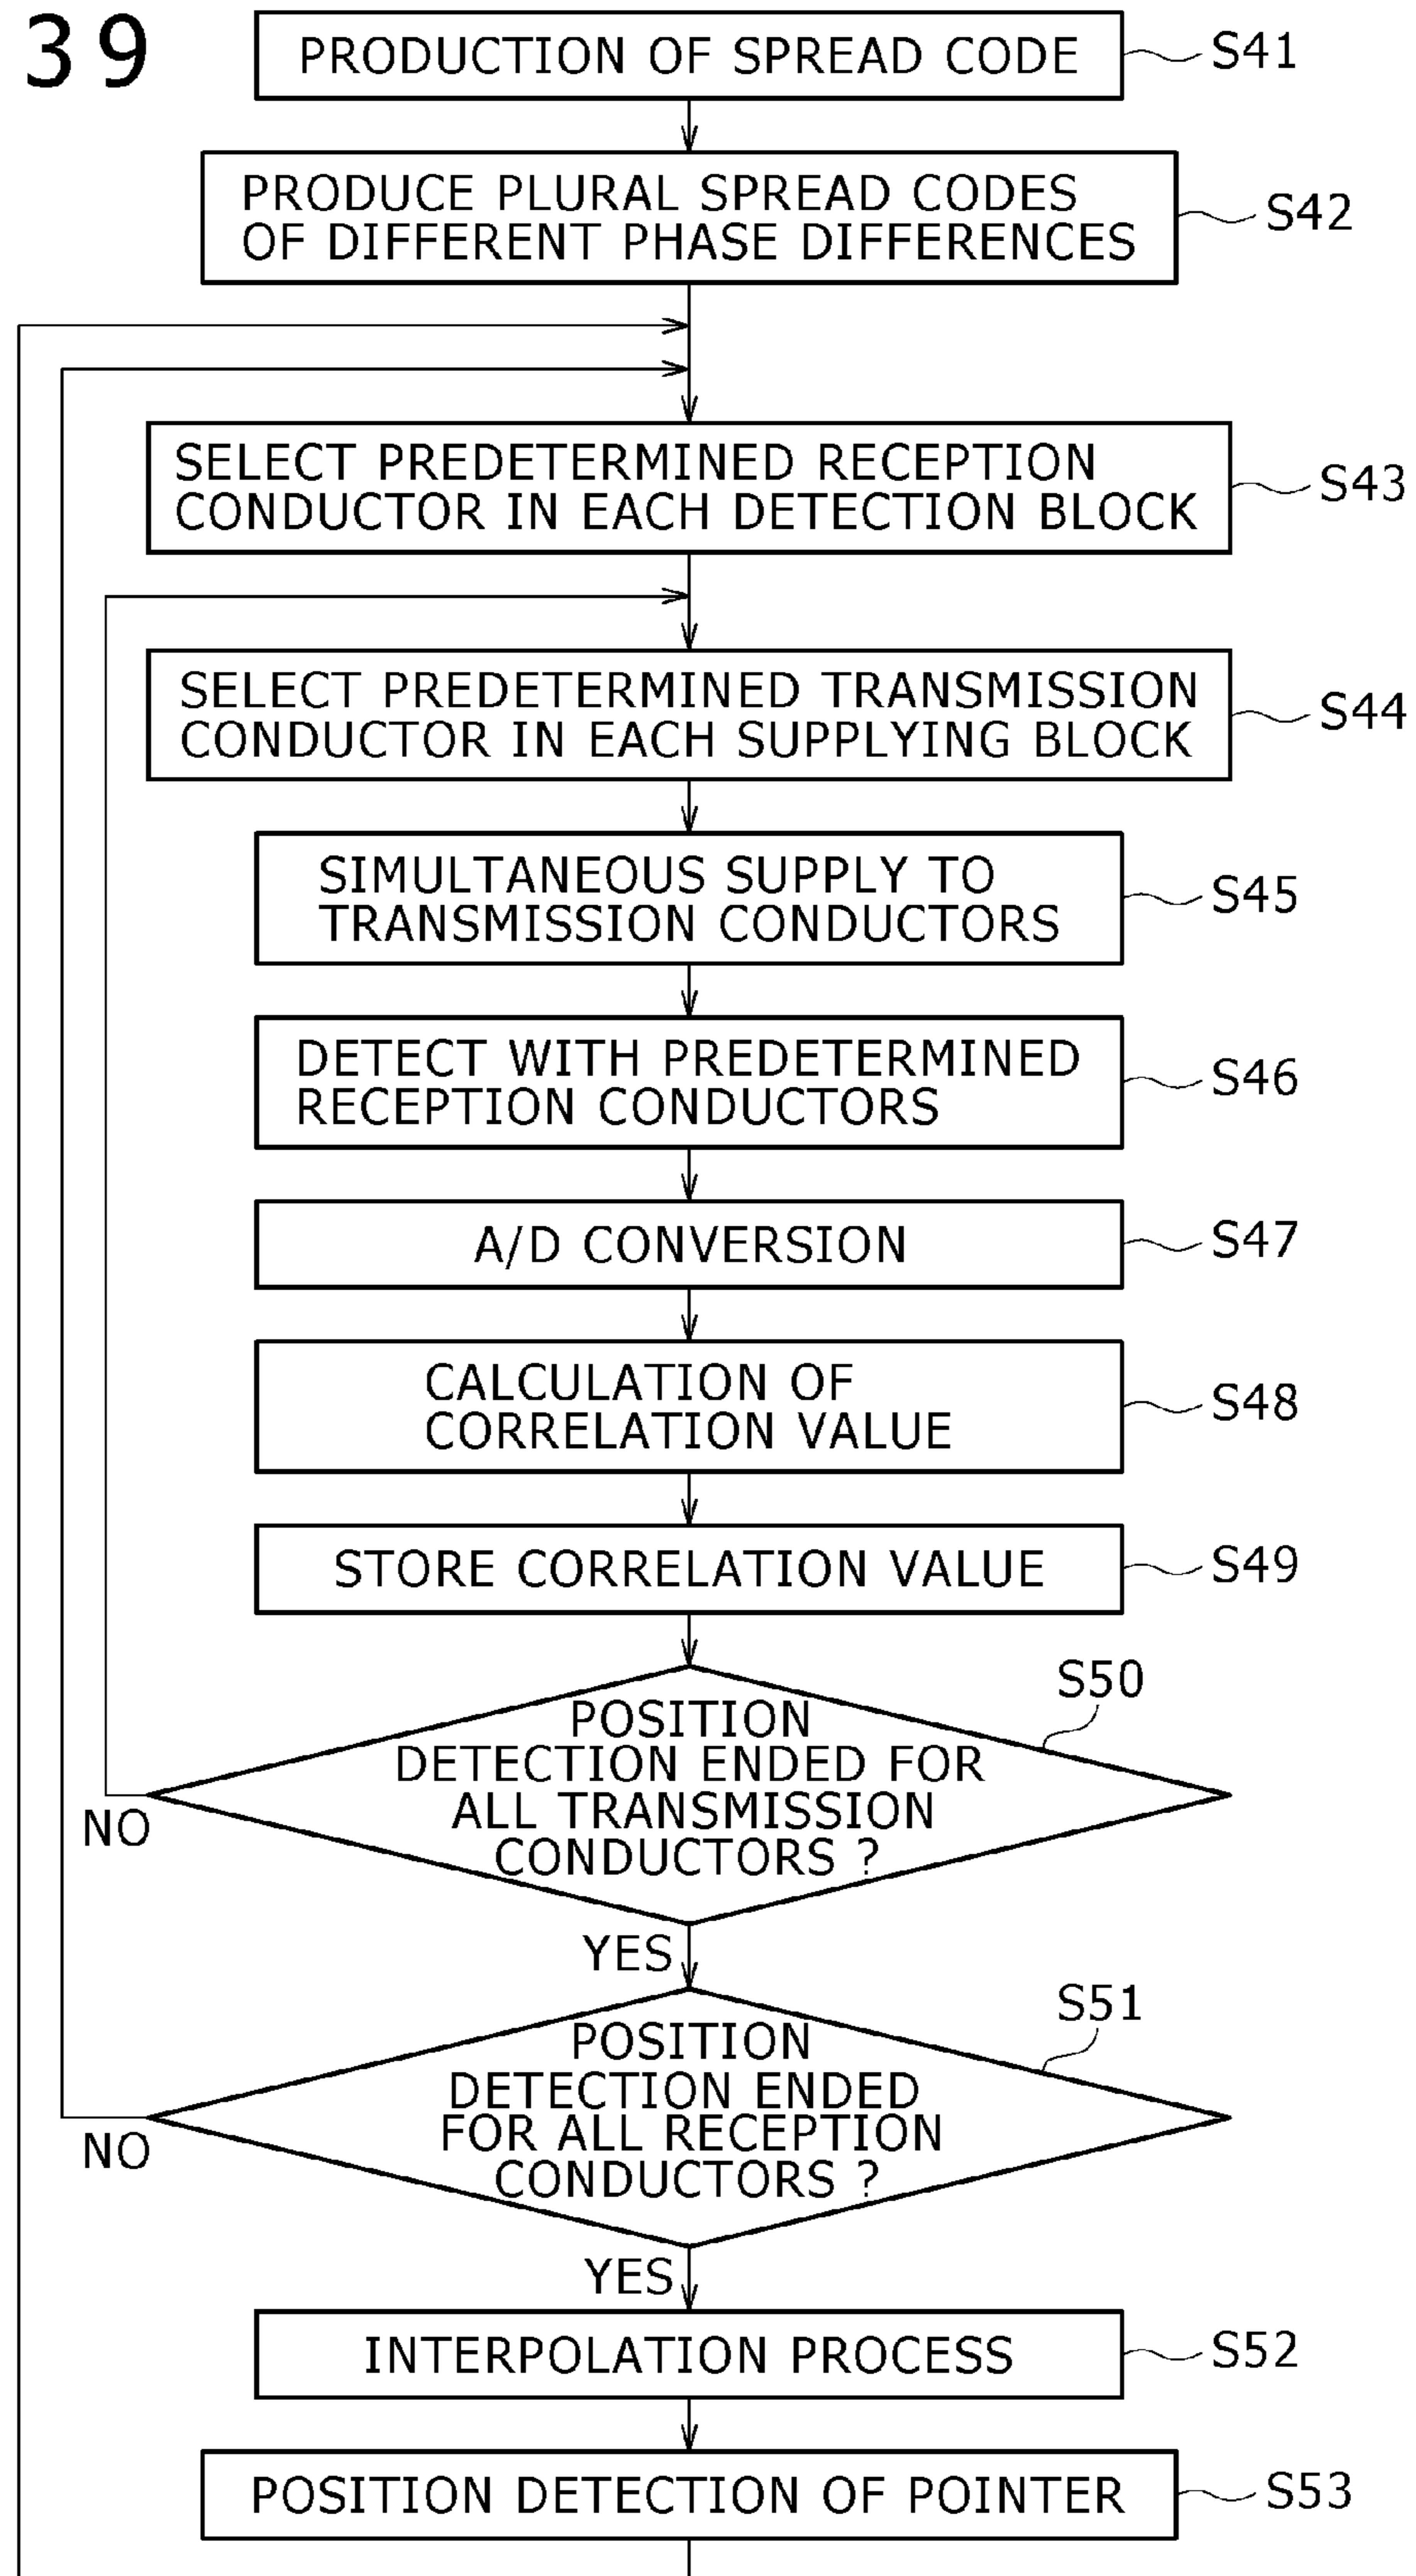 39
PRODUCTION OF SPREAD CODE
S41
PRODUCE PLURAL SPREAD CODES
OF DIFFERENT PHASE DIFFERENCES
S42
SELECT PREDETERMINED RECEPTION
CONDUCTOR IN EACH DETECTION BLOCK
S43
SELECT PREDETERMINED TRANSMISSION
CONDUCTOR IN EACH SUPPLYING BLOCK
S44
SIMULTANEOUS SUPPLY TO
TRANSMISSION CONDUCTORS
S45
DETECT WITH PREDETERMINED
RECEPTION CONDUCTORS
S46
A/D CONVERSION
S47
CALCULATION OF
CORRELATION VALUE
S48
STORE CORRELATION VALUE
S49
S50
POSITION
DETECTION ENDED FOR
ALL TRANSMISSION
CONDUCTORS ?
NO
YES
S51
POSITION
DETECTION ENDED
FOR ALL RECEPTION
CONDUCTORS ?
NO
YES
INTERPOLATION PROCESS
S52
POSITION DETECTION OF POINTER
S53